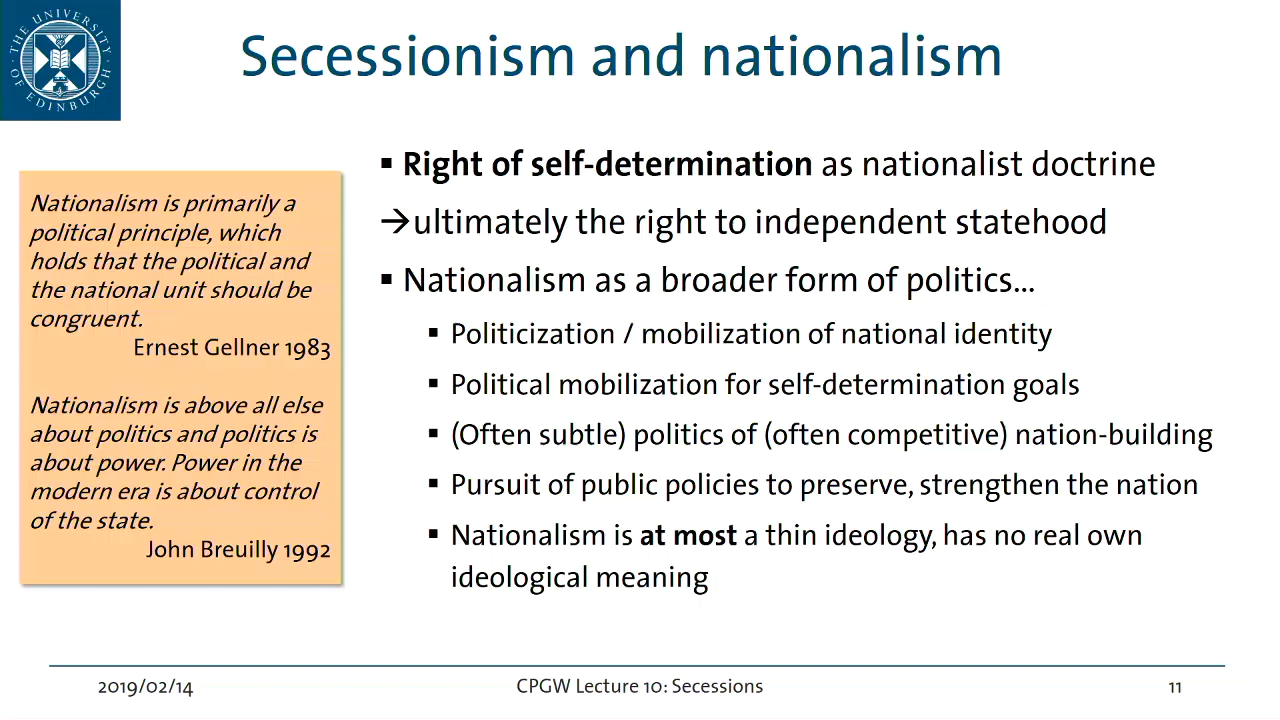 THE UNIVERSITY OF EDINBURGH
Secessionism and nationalism
Nationalism is primarily a
political principle, which
holds that the political and
the national unit should be
congruent.
Ernest Gellner 1983
Nationalism is above all else
about politics and politics is
about power. Power in the
modern era is about control
of the state.
John Breuilly 1992
▪ Right of self-determination as nationalist doctrine
→ultimately the right to independent statehood
▪ Nationalism as a broader form of politics…
▪ Politicization / mobilization of national identity
▪ Political mobilization for self-determination goals
▪ (Often subtle) politics of (often competitive) nation-building
▪ Pursuit of public policies to preserve, strengthen the nation
▪ Nationalism is at most a thin ideology, has no real own
ideological meaning
2019/02/14
CPGW Lecture 10: Secessions
11